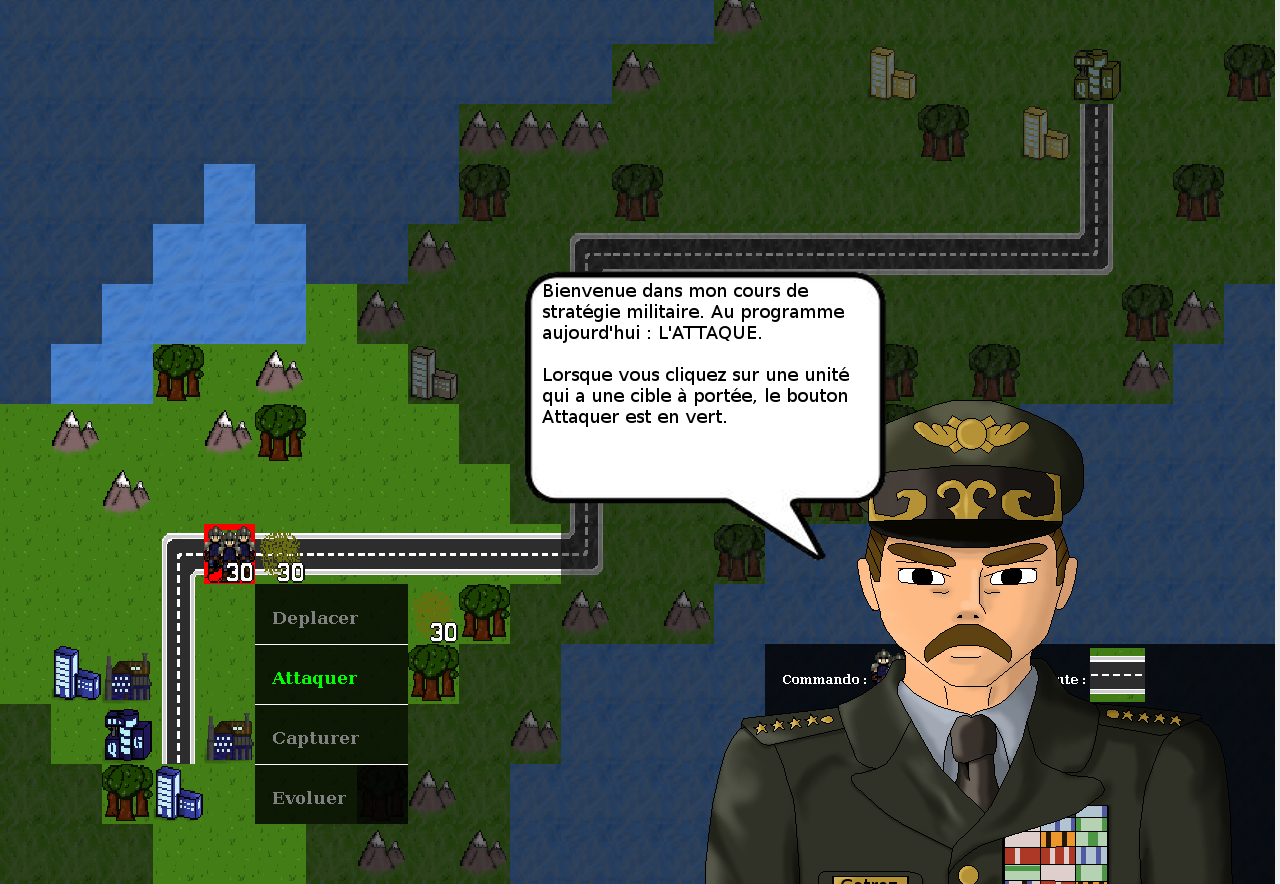 Bienvenue dans mon cours de
stratégie militaire. Au programme
aujourd'hui : L'ATTAQUE.
Lorsque vous cliquez sur une unité
qui a une cible à portée, le bouton
Attaquer est en vert.
30
30
Deplacer
30
Attaquer
Commando :
ute :
Capturer
Evoluer